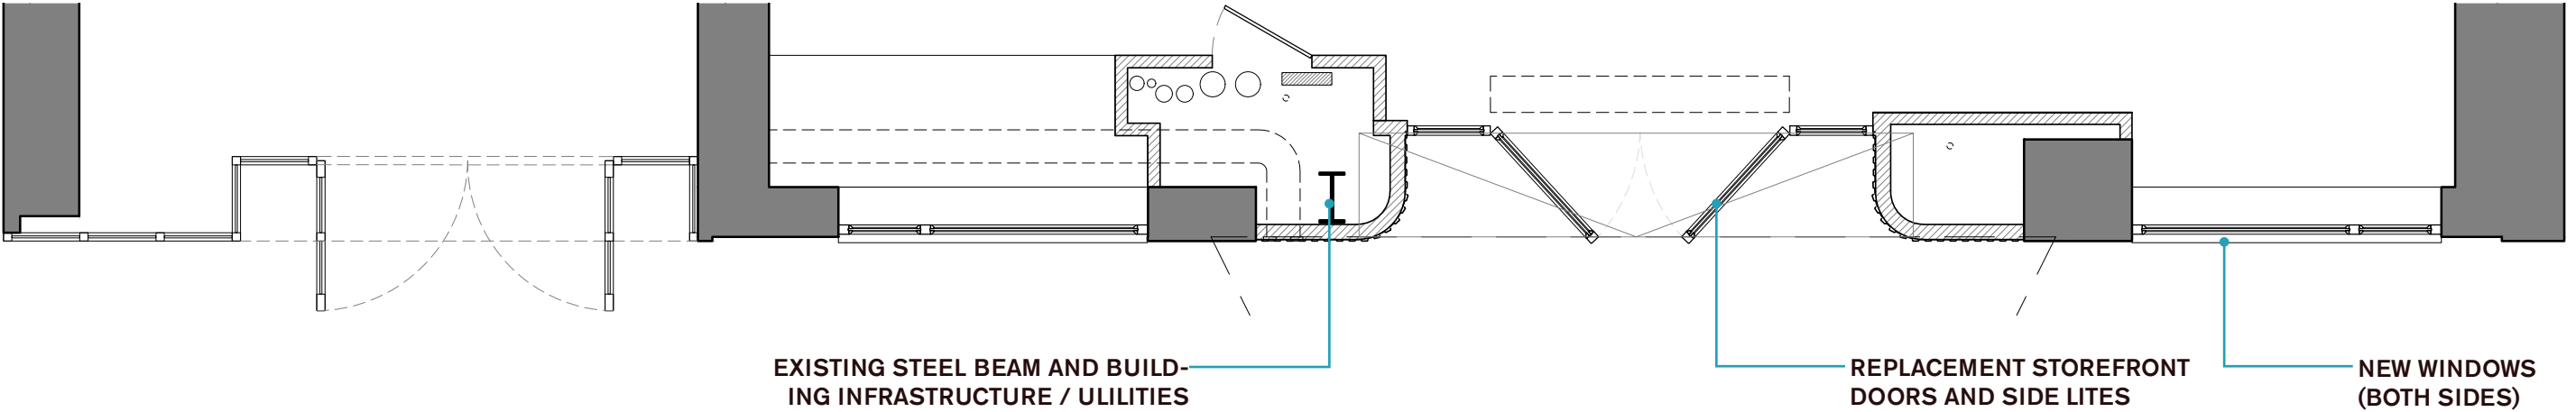 EXISTING STEEL BEAM AND BUILD-
ING INFRASTRUCTURE / ULILITIES
REPLACEMENT STOREFRONT
DOORS AND SIDE LITES
NEW WINDOWS
(BOTH SIDES)